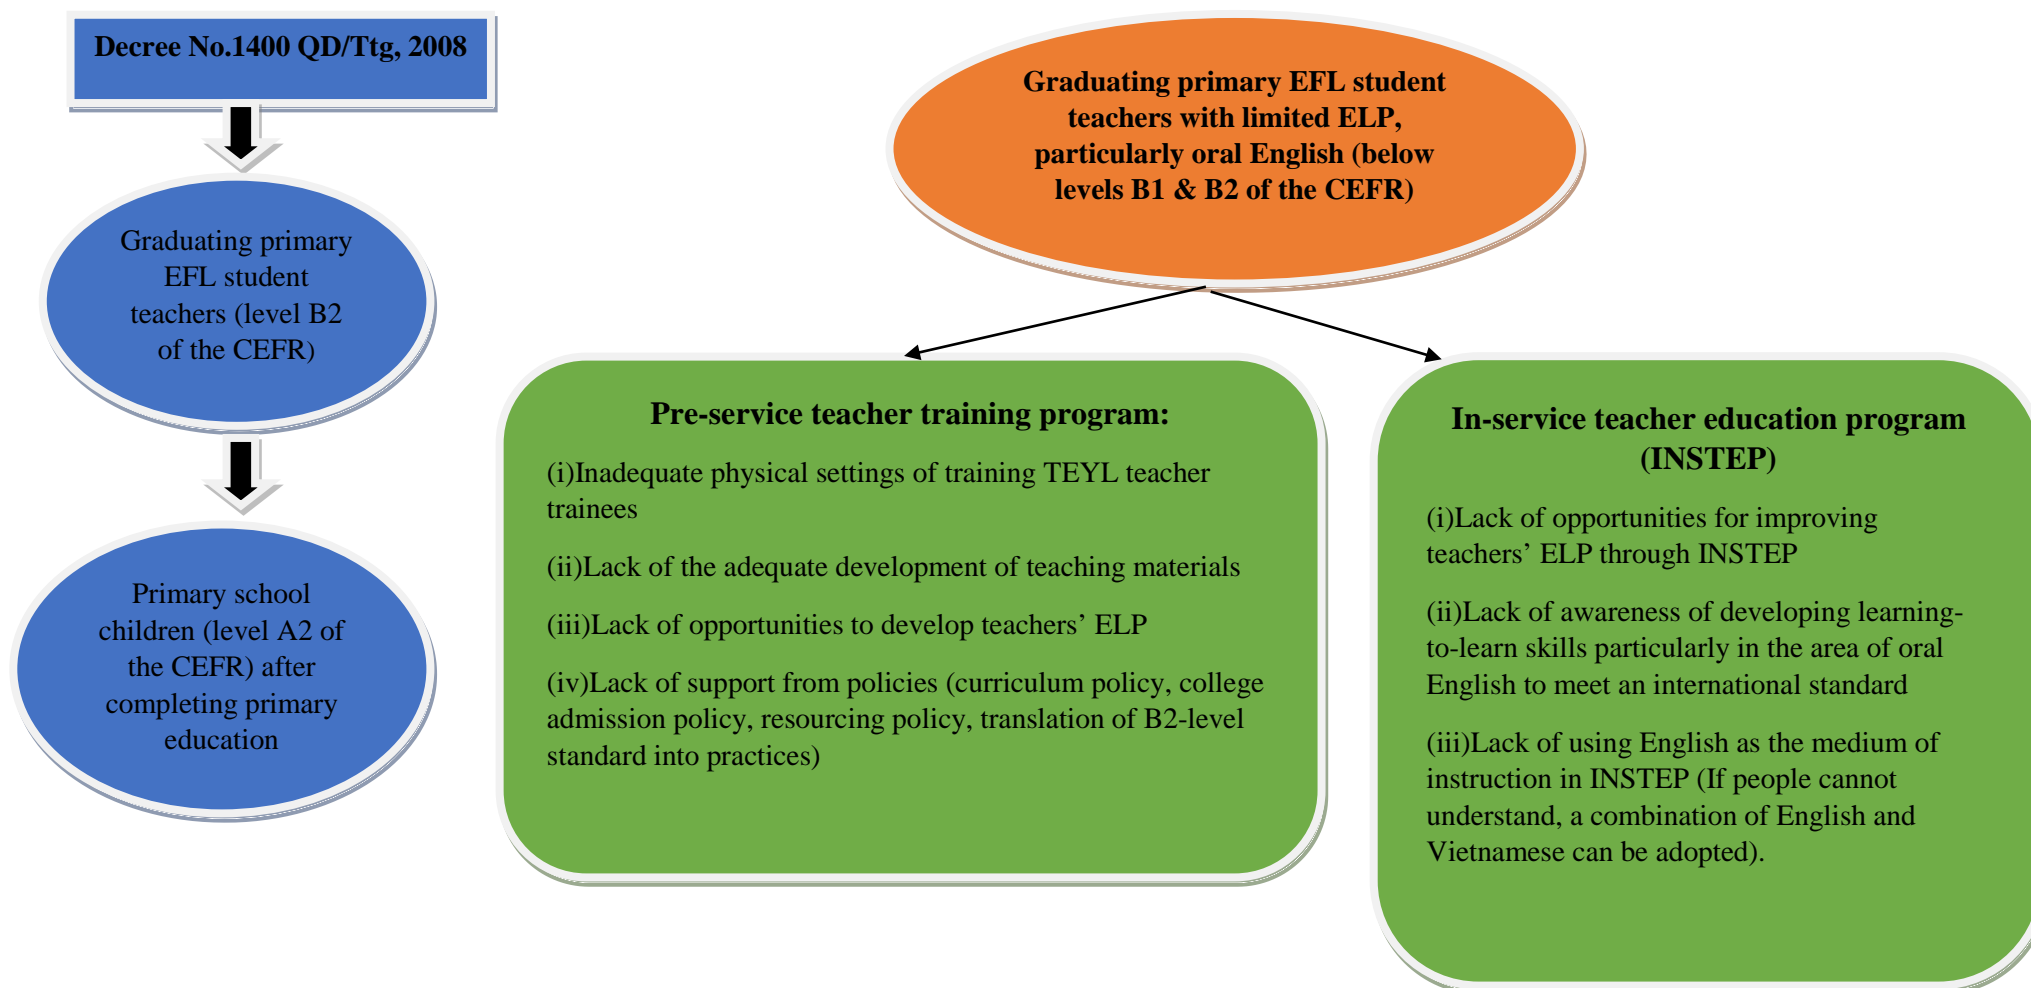 Decree No.1400 QD/Ttg, 2008
Graduating primary
EFL student
teachers (level B2
of the CEFR)
Primary school
children (level A2 of
the CEFR) after
completing primary
education
Graduating primary EFL student
teachers with limited ELP,
particularly oral English (below
levels B1 & B2 of the CEFR)
Pre-service teacher training program:
(i)Inadequate physical settings of training TEYL teacher
trainees
(ii)Lack of the adequate development of teaching materials
(iii)Lack of opportunities to develop teachers’ ELP
(iv)Lack of support from policies (curriculum policy, college
admission policy, resourcing policy, translation of B2-level
standard into practices)
In-service teacher education program
(INSTEP)
(i)Lack of opportunities for improving
teachers’ ELP through INSTEP
(ii)Lack of awareness of developing learning-
to-learn skills particularly in the area of oral
English to meet an international standard
(iii)Lack of using English as the medium of
instruction in INSTEP (If people cannot
understand, a combination of English and
Vietnamese can be adopted).